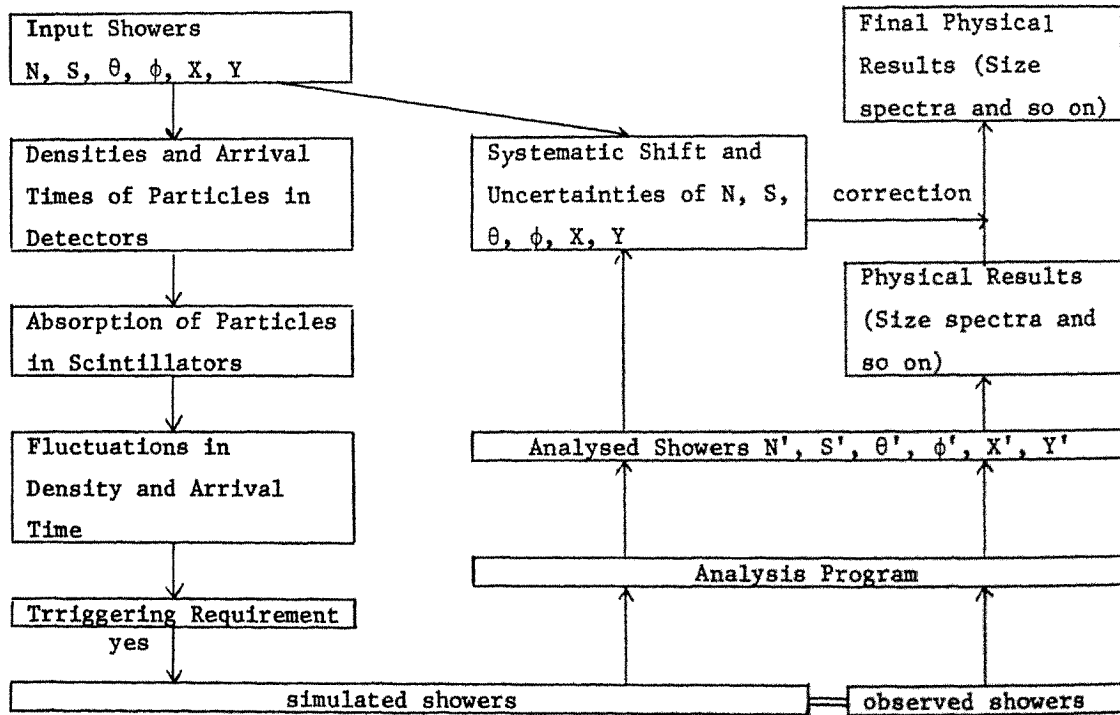 Input Showers
N, S, θ, ϕ, X, Y
Densities and Arrival
Times of Particles in
Detectors
Absorption of Particles
in Scintillators
Fluctuations in
Density and Arrival
Time
Trriggering Requirement
yes
simulated showers
observed showers
Analysis Program
Analysed Showers N', S', θ', ϕ', X', Y'
Systematic Shift and
Uncertainties of N, S,
θ, ϕ, X, Y
correction
Physical Results
(Size spectra and
so on)
Final Physical
Results (Size
spectra and so on)